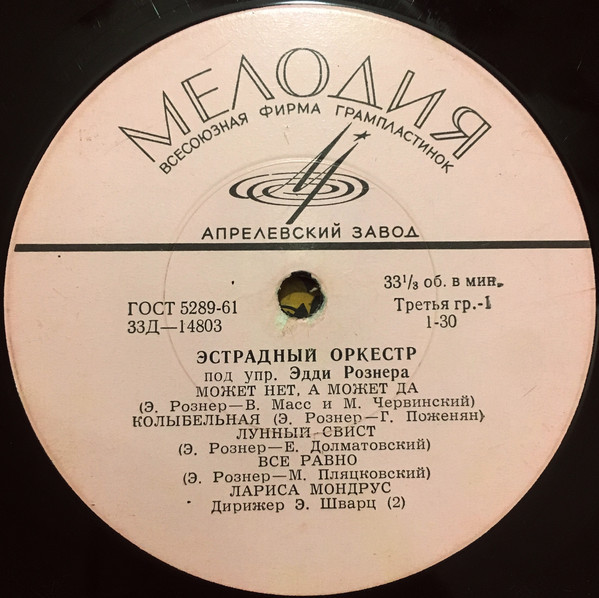 МЕЛОДИЯ
ВСЕСОЮЗНАЯ ФИРМА ГРАМПЛАСТИНОК
АПРЕЛЕВСКИЙ ЗАВОД
ГОСТ 5289-61
33Д—14803
33⅓ об. в мин.
Третья гр.-1
1-30
ЭСТРАДНЫЙ ОРКЕСТР
под упр. Эдди Рознера
МОЖЕТ НЕТ, А МОЖЕТ ДА
(Э. Рознер—В. Масс и М. Червинский)
КОЛЫБЕЛЬНАЯ (Э. Рознер—Г. Поженян)
ЛУННЫЙ СВИСТ
(Э. Рознер—Е. Долматовский)
ВСЕ РАВНО
(Э. Рознер—М. Пляцковский)
ЛАРИСА МОНДРУС
Дирижер Э. Шварц (2)